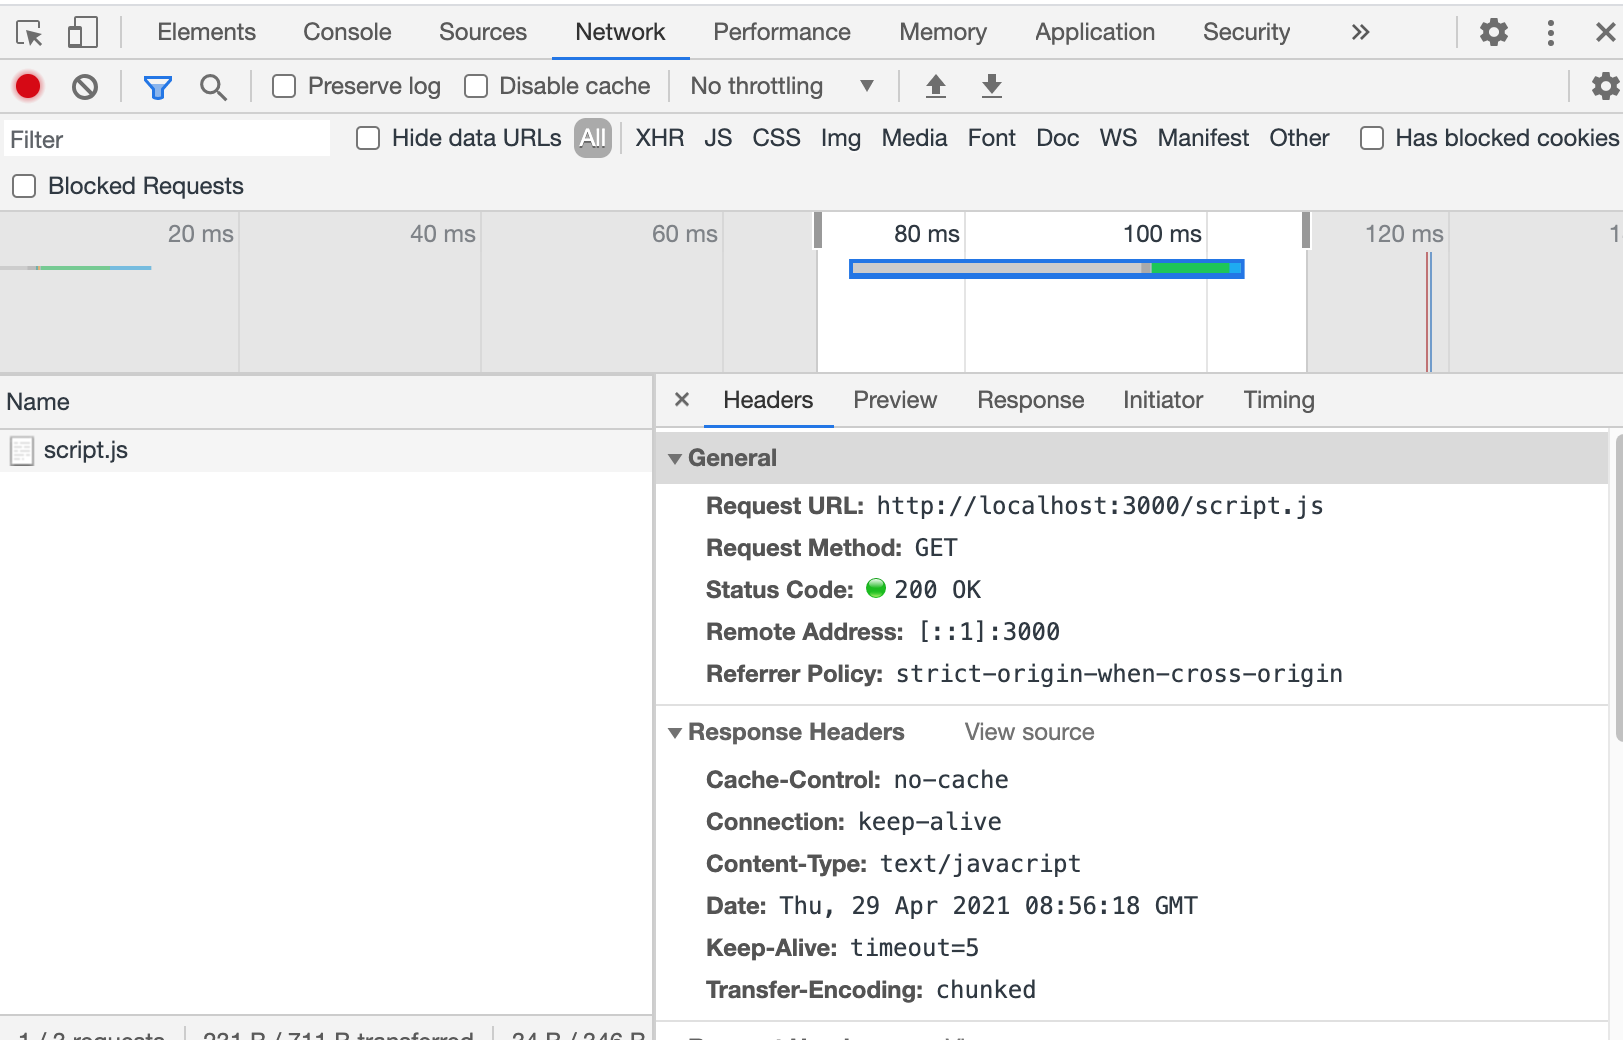 Elements Console Sources Network Performance Memory Application Security
Preserve log Disable cache No throttling
Filter Hide data URLs All XHR JS CSS Img Media Font Doc WS Manifest Other Has blocked cookies
Blocked Requests
20 ms 40 ms 60 ms 80 ms 100 ms 120 ms 1
Name
script.js
Headers Preview Response Initiator Timing
General
Request URL: http://localhost:3000/script.js
Request Method: GET
Status Code: 200 OK
Remote Address: [::1]:3000
Referrer Policy: strict-origin-when-cross-origin
Response Headers View source
Cache-Control: no-cache
Connection: keep-alive
Content-Type: text/javacript
Date: Thu, 29 Apr 2021 08:56:18 GMT
Keep-Alive: timeout=5
Transfer-Encoding: chunked
requests transferred